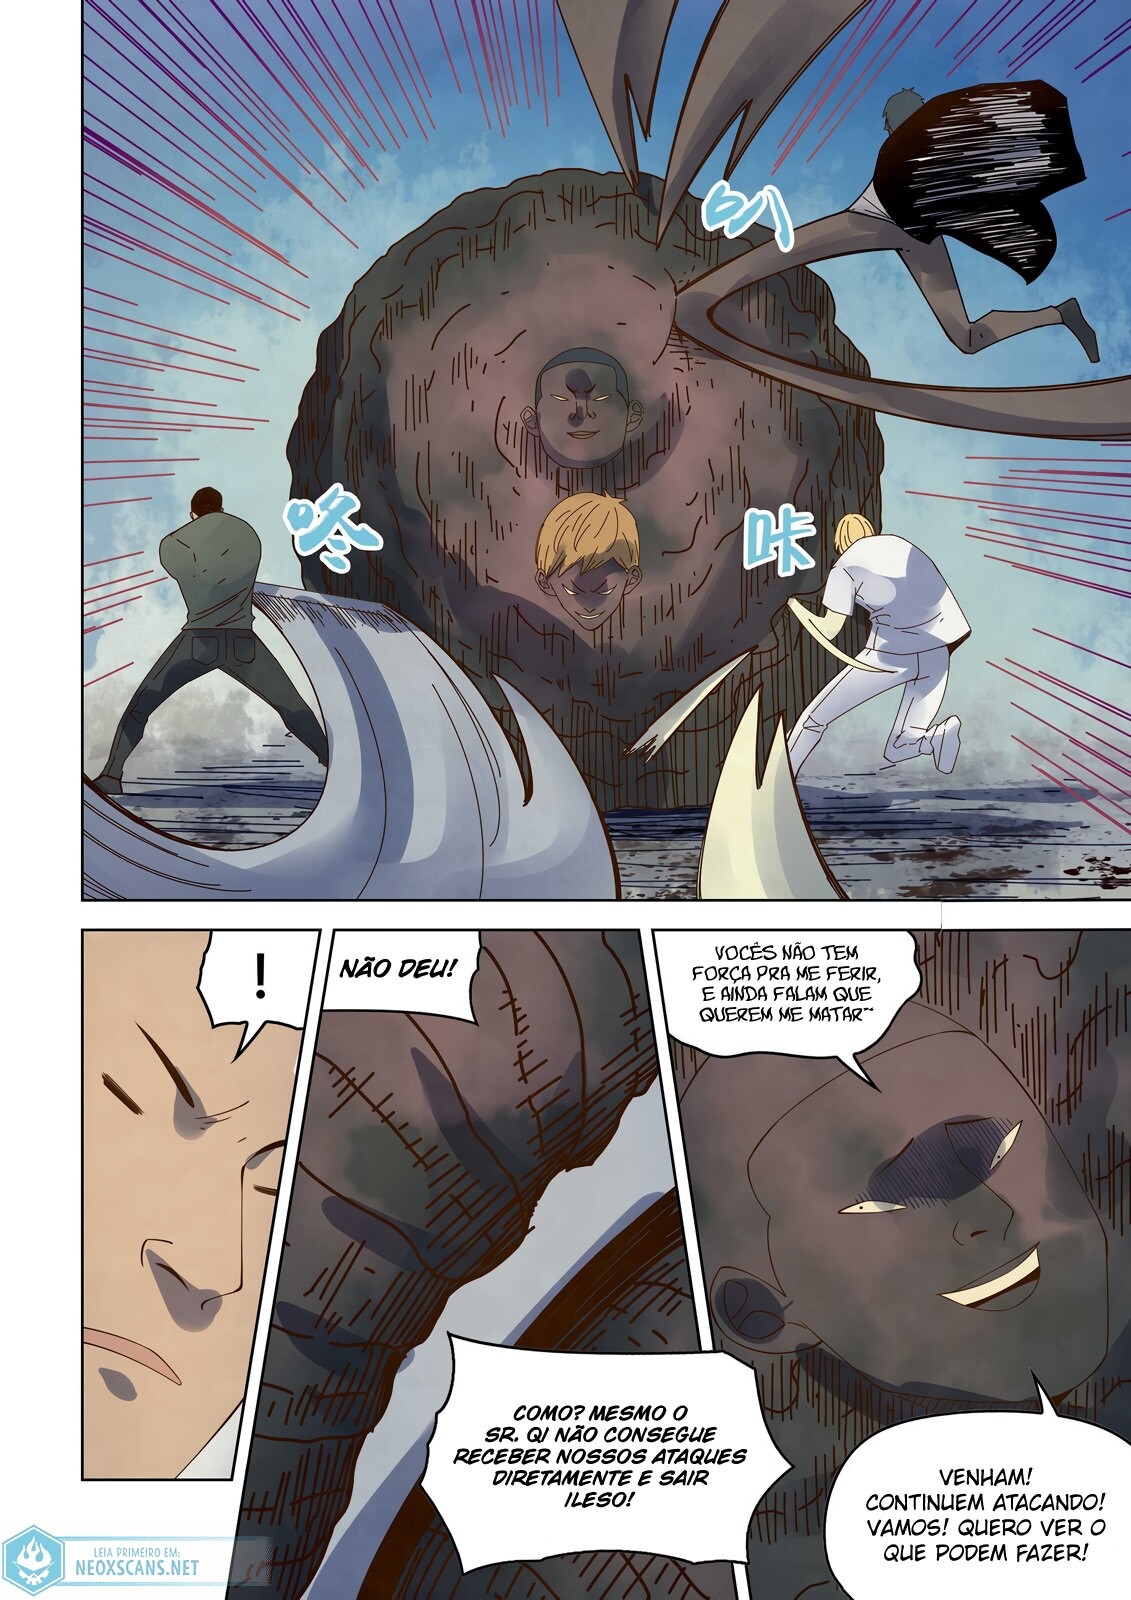 叭
咚
咔
!
NÃO DEU!
VOCÊS NÃO TEM
FORÇA PRA ME FERIR,
E AINDA FALAM QUE
QUEREM ME MATAR~
COMO? MESMO O
SR. QI NÃO CONSEGUE
RECEBER NOSSOS ATAQUES
DIRETAMENTE E SAIR
ILESO!
VENHAM!
CONTINUEM ATACANDO!
VAMOS! QUERO VER O
QUE PODEM FAZER!
LEIA PRIMEIRO EM:
NEOXSCANS.NET